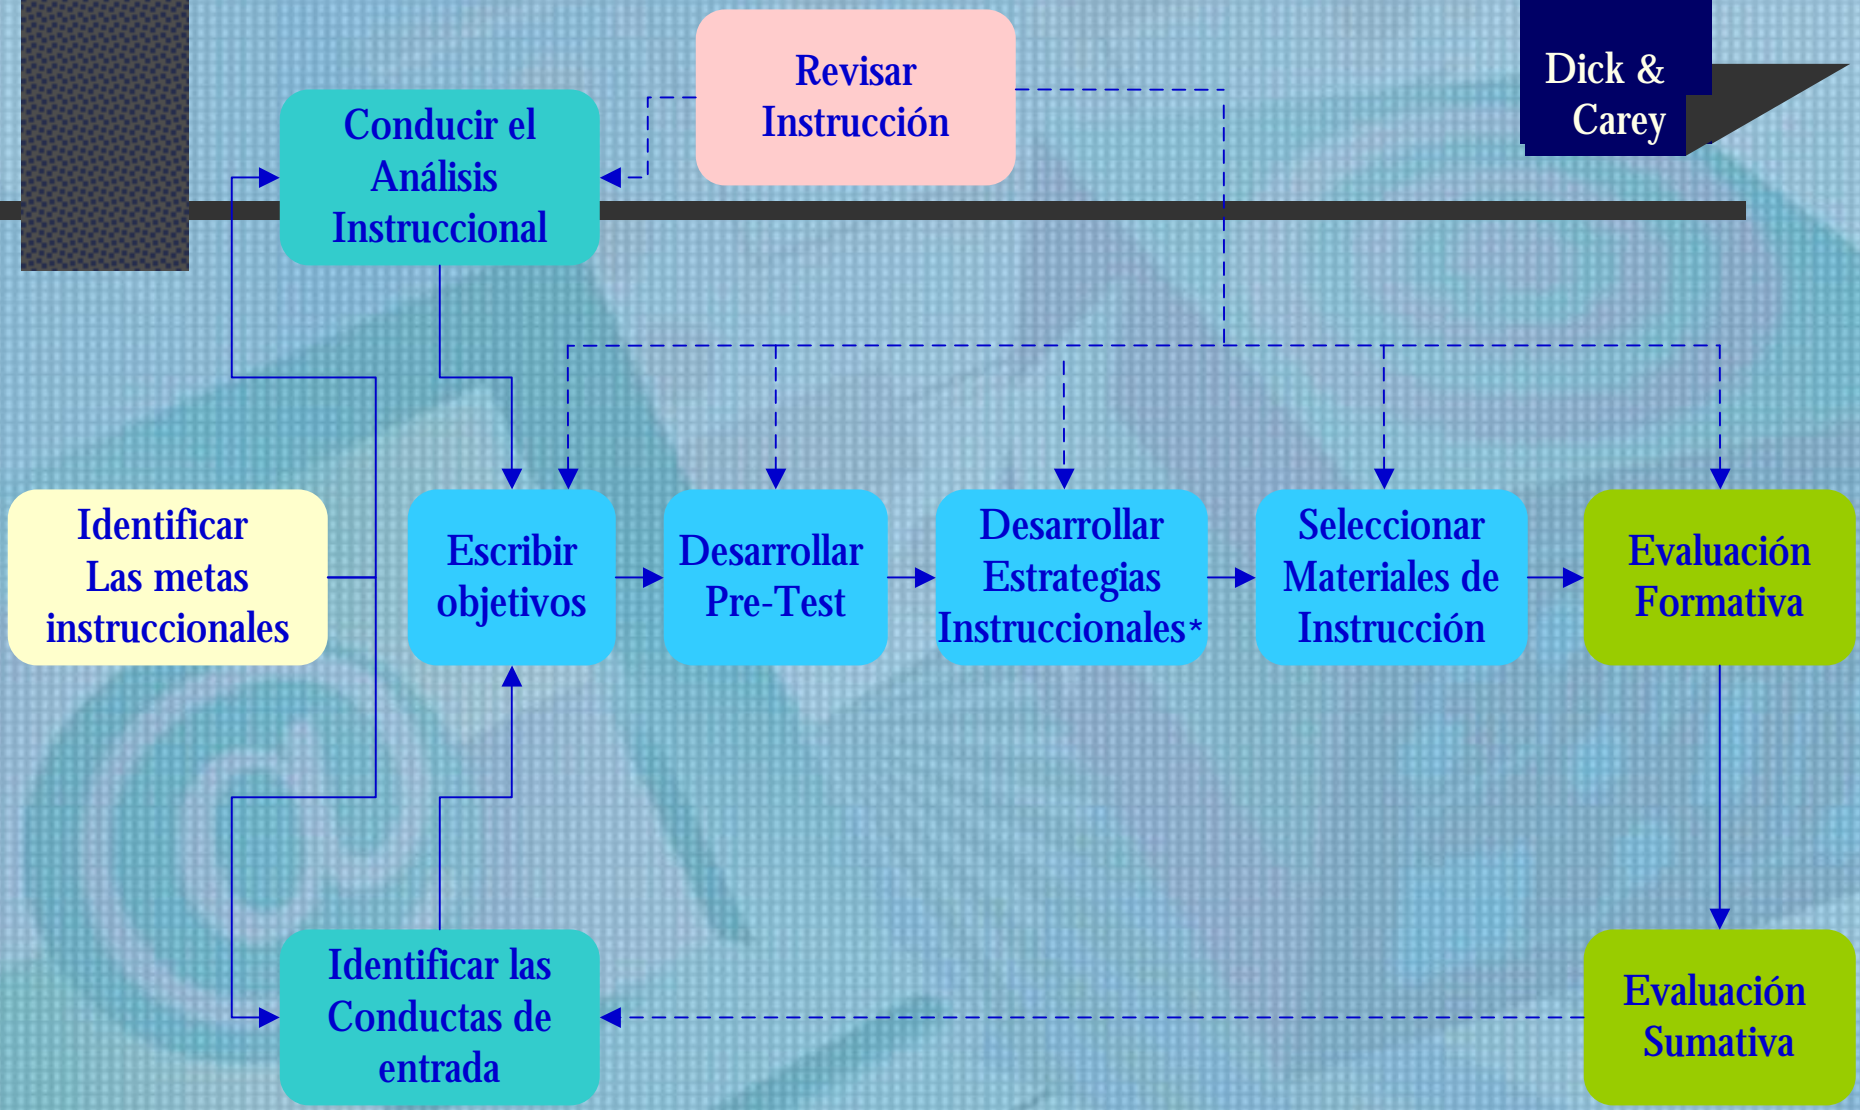 Dick &
Carey
Revisar
Instrucción
Conducir el
Análisis
Instruccional
Identificar
Las metas
instruccionales
Escribir
objetivos
Desarrollar
Pre-Test
Desarrollar
Estrategias
Instruccionales*
Seleccionar
Materiales de
Instrucción
Evaluación
Formativa
Identificar las
Conductas de
entrada
Evaluación
Sumativa